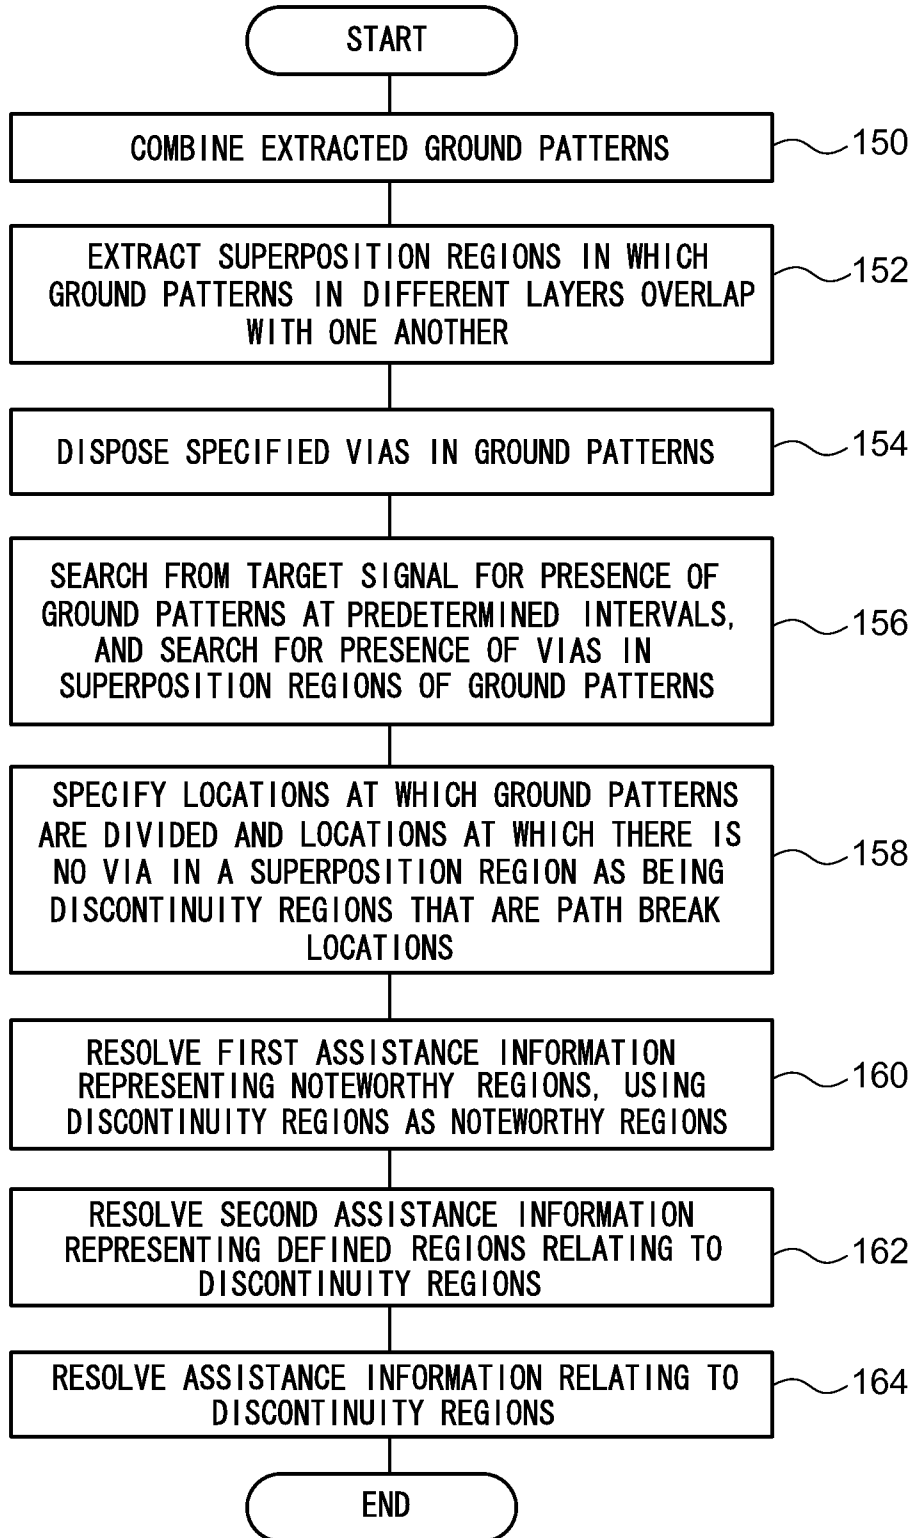 START
COMBINE EXTRACTED GROUND PATTERNS
150
EXTRACT SUPERPOSITION REGIONS IN WHICH
GROUND PATTERNS IN DIFFERENT LAYERS OVERLAP
WITH ONE ANOTHER
152
DISPOSE SPECIFIED VIAS IN GROUND PATTERNS
154
SEARCH FROM TARGET SIGNAL FOR PRESENCE OF
GROUND PATTERNS AT PREDETERMINED INTERVALS,
AND SEARCH FOR PRESENCE OF VIAS IN
SUPERPOSITION REGIONS OF GROUND PATTERNS
156
SPECIFY LOCATIONS AT WHICH GROUND PATTERNS
ARE DIVIDED AND LOCATIONS AT WHICH THERE IS
NO VIA IN A SUPERPOSITION REGION AS BEING
DISCONTINUITY REGIONS THAT ARE PATH BREAK
LOCATIONS
158
RESOLVE FIRST ASSISTANCE INFORMATION
REPRESENTING NOTEWORTHY REGIONS, USING
DISCONTINUITY REGIONS AS NOTEWORTHY REGIONS
160
RESOLVE SECOND ASSISTANCE INFORMATION
REPRESENTING DEFINED REGIONS RELATING TO
DISCONTINUITY REGIONS
162
RESOLVE ASSISTANCE INFORMATION RELATING TO
DISCONTINUITY REGIONS
164
END